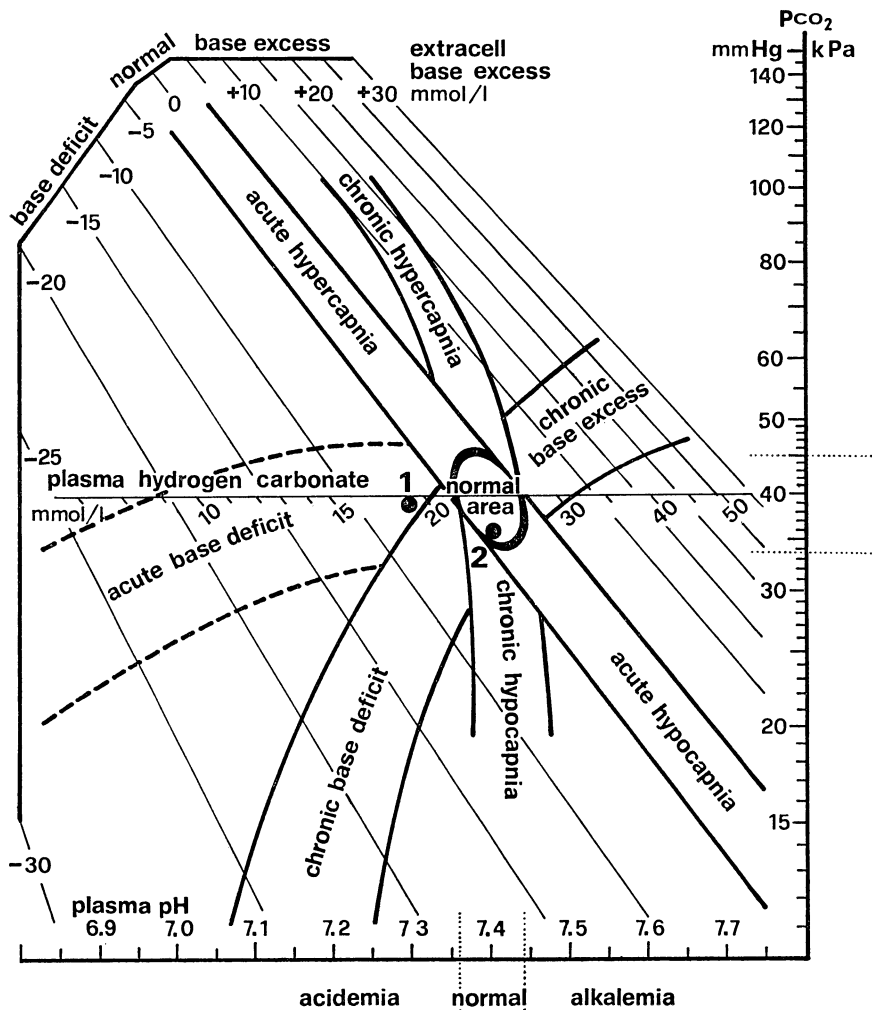 PCO2
mmHg kPa
base excess
extracell
base excess
mmol/l
normal
base deficit
0
+10
+20
+30
-5
-10
-15
-20
-25
-30
140
120
100
80
60
50
40
30
20
15
acute hypercapnia
chronic hypercapnia
chronic
base excess
plasma hydrogen carbonate
mmol/l
10
15
20
30
40
50
1
normal
area
2
acute base deficit
chronic base deficit
chronic hypocapnia
acute hypocapnia
plasma pH
6.9 7.0 7.1 7.2 7.3 7.4 7.5 7.6 7.7
acidemia normal alkalemia